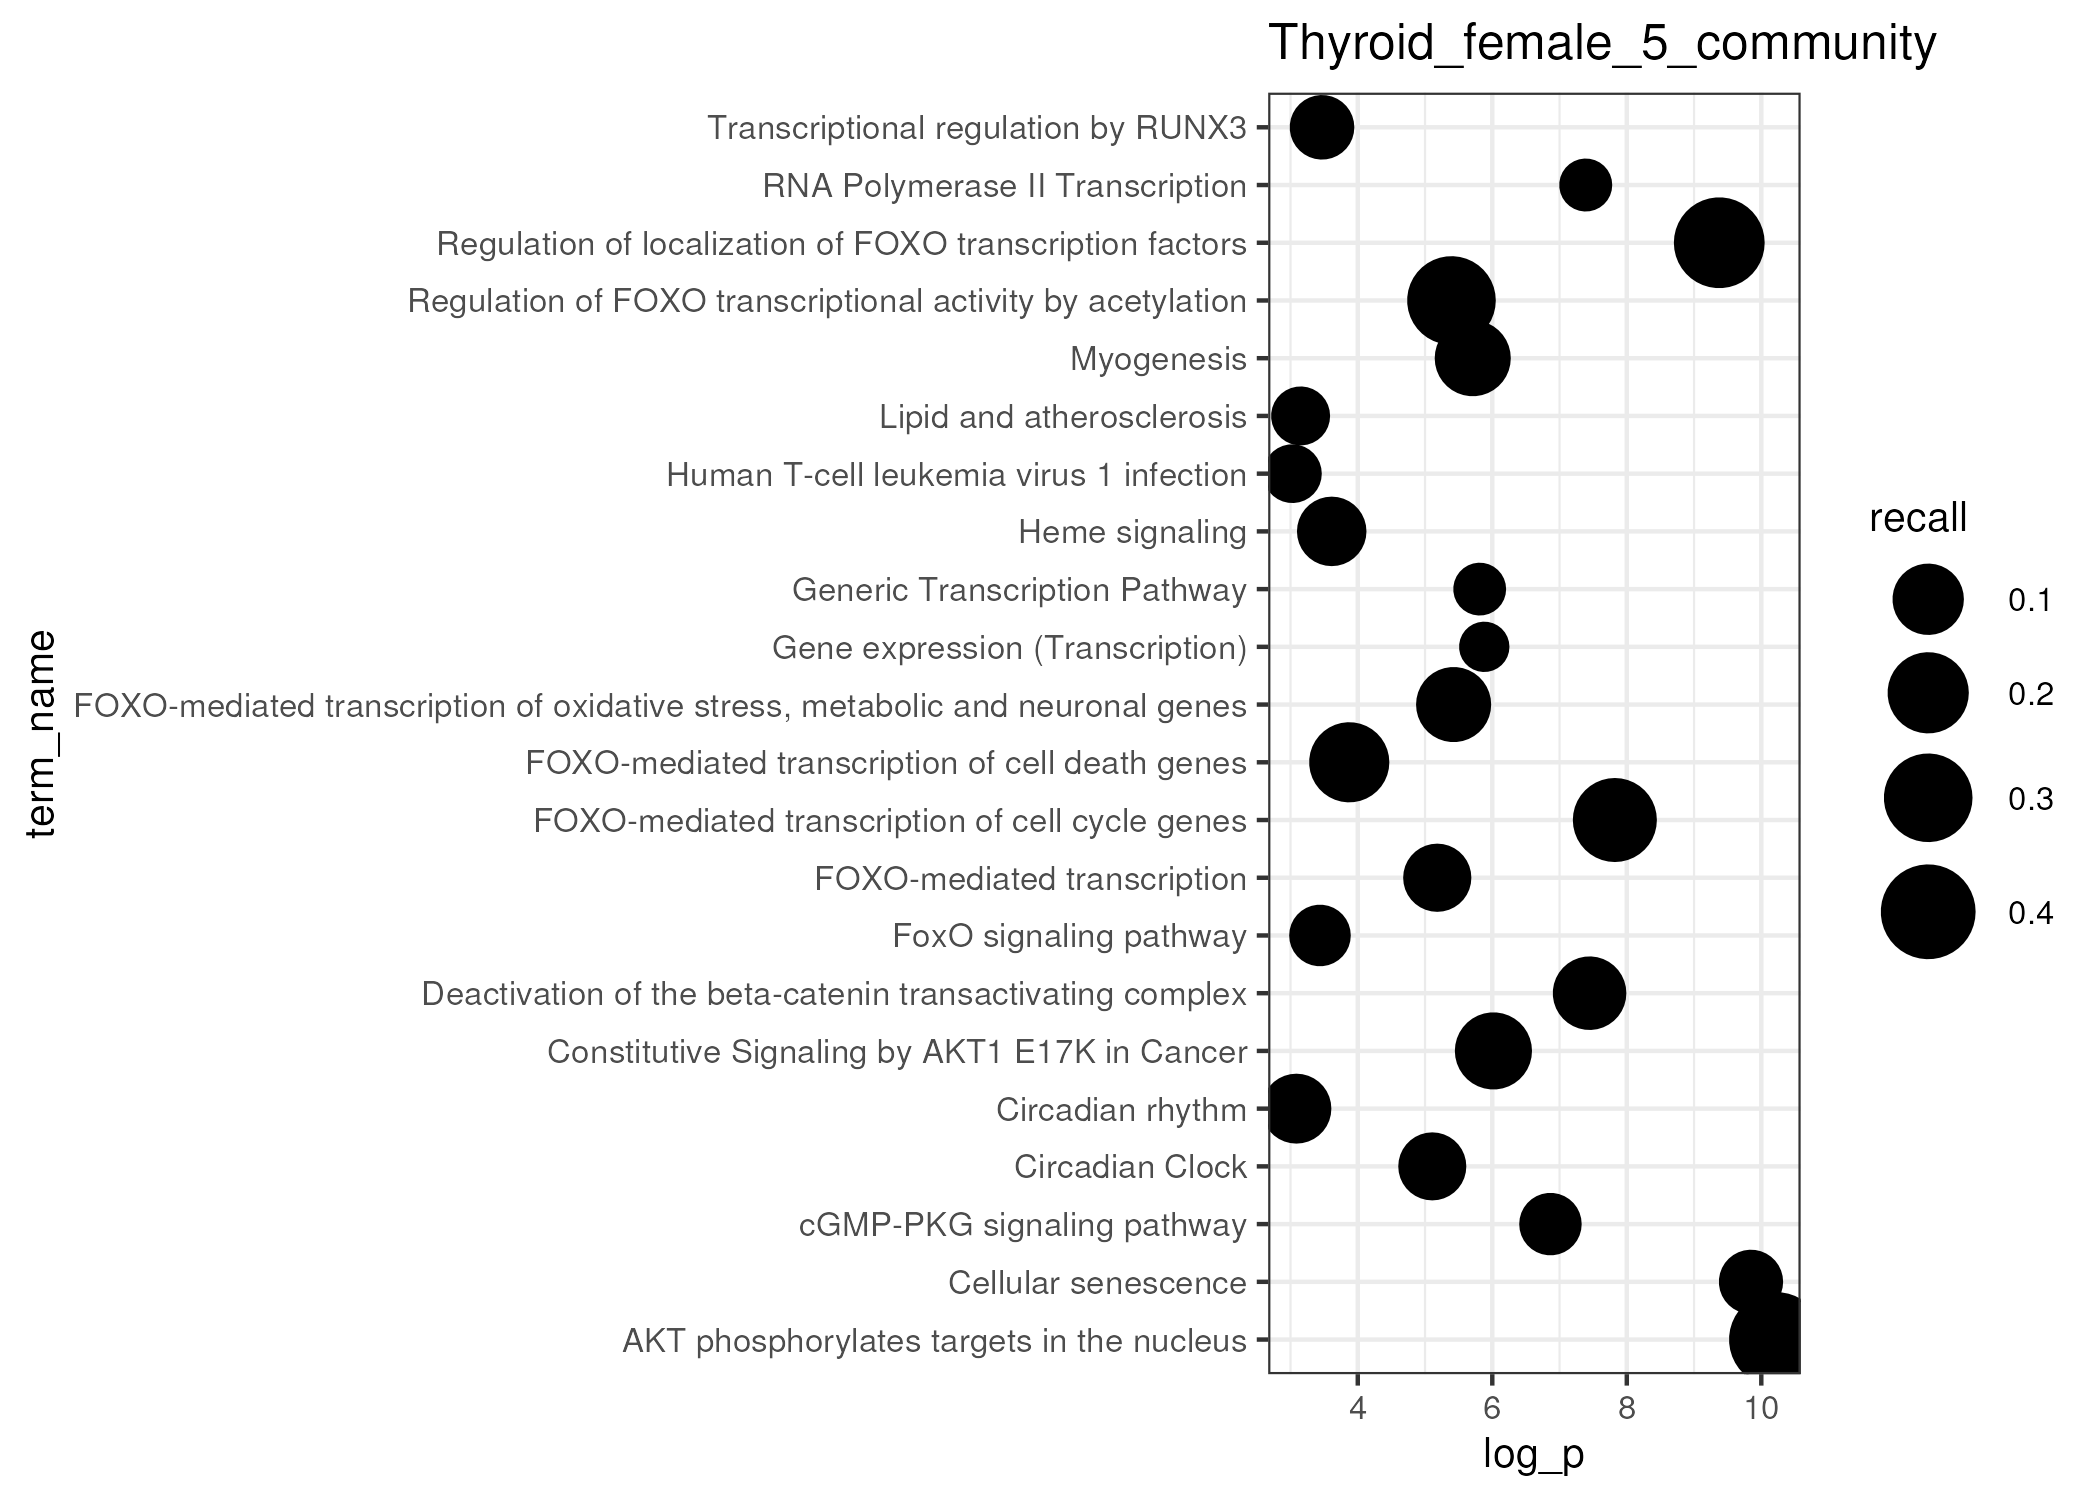 Thyroid_female_5_community
Transcriptional regulation by RUNX3
RNA Polymerase II Transcription
Regulation of localization of FOXO transcription factors
Regulation of FOXO transcriptional activity by acetylation
Myogenesis
Lipid and atherosclerosis
Human T-cell leukemia virus 1 infection
Heme signaling
Generic Transcription Pathway
Gene expression (Transcription)
FOXO-mediated transcription of oxidative stress, metabolic and neuronal genes
FOXO-mediated transcription of cell death genes
FOXO-mediated transcription of cell cycle genes
FOXO-mediated transcription
FoxO signaling pathway
Deactivation of the beta-catenin transactivating complex
Constitutive Signaling by AKT1 E17K in Cancer
Circadian rhythm
Circadian Clock
cGMP-PKG signaling pathway
Cellular senescence
AKT phosphorylates targets in the nucleus
term_name
4 6 8 10
log_p
recall
0.1
0.2
0.3
0.4